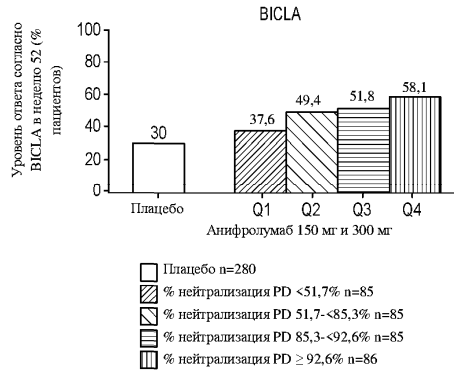 BICLA
Уровень ответа согласно
BICLA в неделю 52 (%
пациентов)
100
80
60
40
20
0
30
37,6
49,4
51,8
58,1
Плацебо
Q1
Q2
Q3
Q4
Анифролумаб 150 мг и 300 мг
Плацебо n=280
% нейтрализация PD <51,7% n=85
% нейтрализация PD 51,7-<85,3% n=85
% нейтрализация PD 85,3-<92,6% n=85
% нейтрализация PD ≥ 92,6% n=86